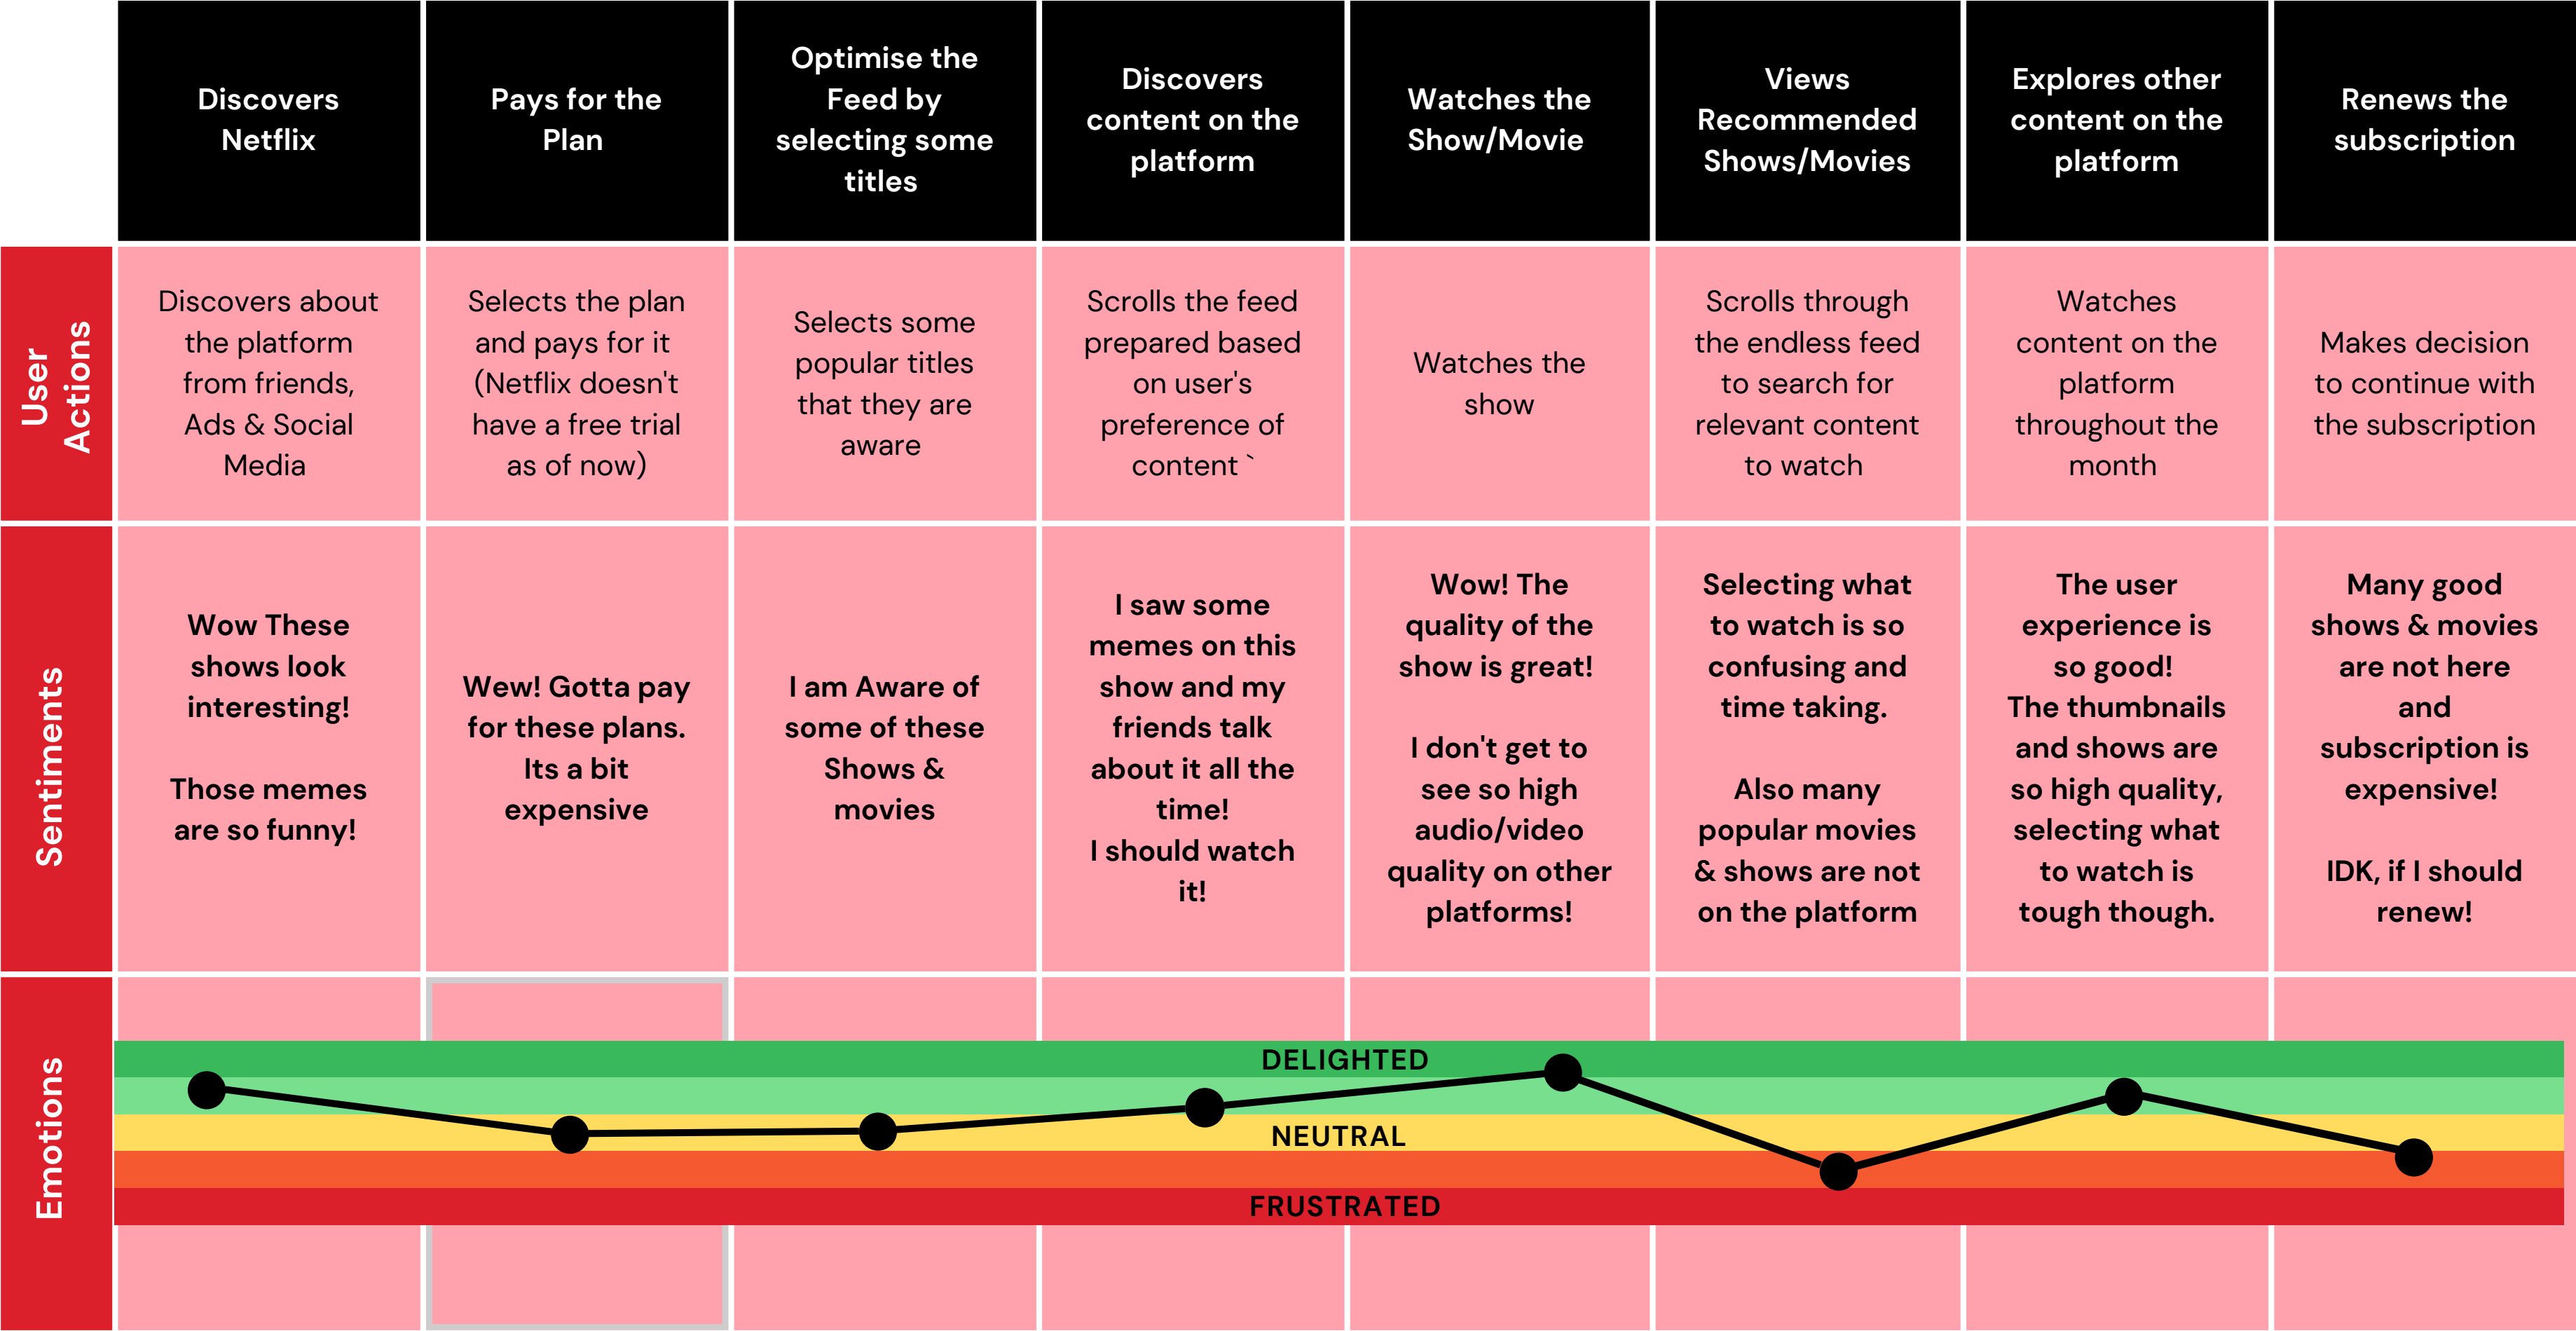 Discovers
Netflix
Pays for the
Plan
Optimise the
Feed by
selecting some
titles
Discovers
content on the
platform
Watches the
Show/Movie
Views
Recommended
Shows/Movies
Explores other
content on the
platform
Renews the
subscription
User
Actions
Discovers about
the platform
from friends,
Ads & Social
Media
Selects the plan
and pays for it
(Netflix doesn't
have a free trial
as of now)
Selects some
popular titles
that they are
aware
Scrolls the feed
prepared based
on user's
preference of
content `
Watches the
show
Scrolls through
the endless feed
to search for
relevant content
to watch
Watches
content on the
platform
throughout the
month
Makes decision
to continue with
the subscription
Sentiments
Wow These
shows look
interesting!
Those memes
are so funny!
Wew! Gotta pay
for these plans.
Its a bit
expensive
I am Aware of
some of these
Shows &
movies
I saw some
memes on this
show and my
friends talk
about it all the
time!
I should watch
it!
Wow! The
quality of the
show is great!
I don't get to
see so high
audio/video
quality on other
platforms!
Selecting what
to watch is so
confusing and
time taking.
Also many
popular movies
& shows are not
on the platform
The user
experience is
so good!
The thumbnails
and shows are
so high quality,
selecting what
to watch is
tough though.
Many good
shows & movies
are not here
and
subscription is
expensive!
IDK, if I should
renew!
Emotions
DELIGHTED
NEUTRAL
FRUSTRATED